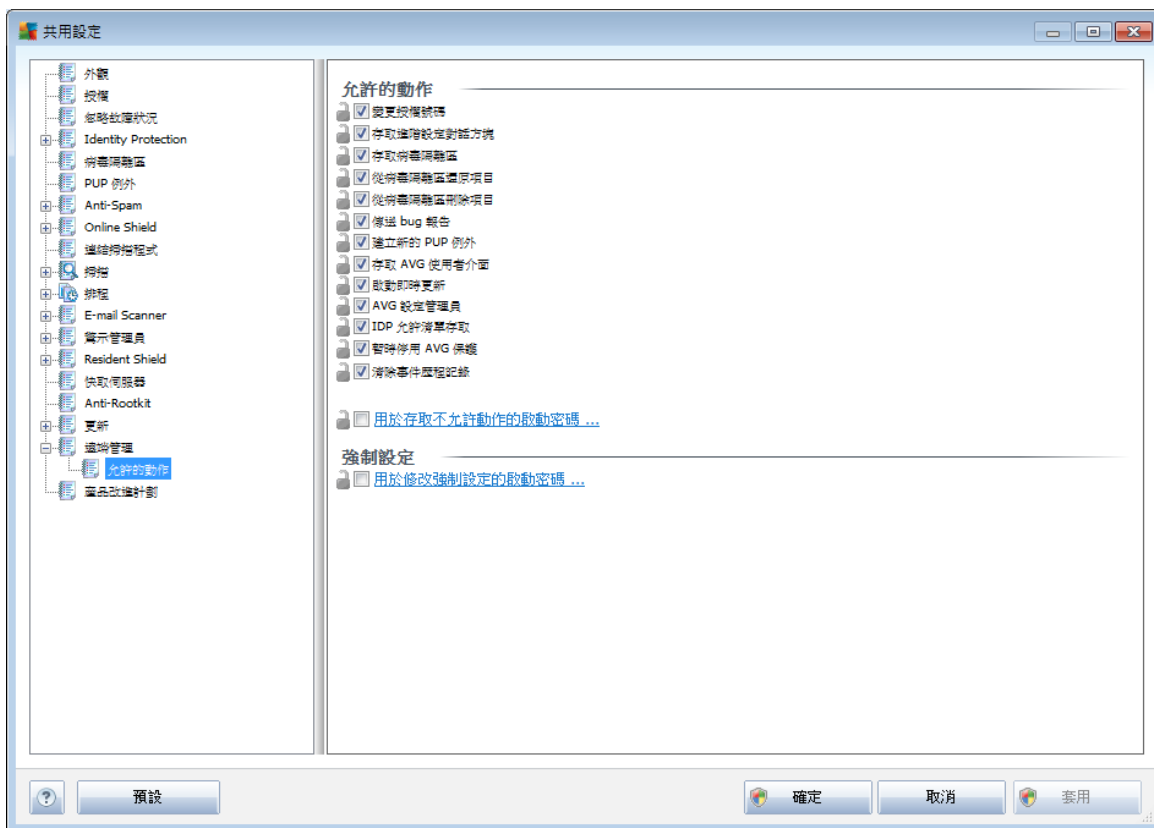 共用設定
外觀
授權
忽略故障狀況
Identity Protection
病毒隔離區
PUP 例外
Anti-Spam
Online Shield
連結掃描程式
掃描
排程
E-mail Scanner
警示管理員
Resident Shield
快取伺服器
Anti-Rootkit
更新
遠端管理
允許的動作
產品改進計劃
允許的動作
變更授權號碼
存取進階設定對話方塊
存取病毒隔離區
從病毒隔離區還原項目
從病毒隔離區刪除項目
傳送 bug 報告
建立新的 PUP 例外
存取 AVG 使用者介面
啟動即時更新
AVG 設定管理員
IDP 允許清單存取
暫時停用 AVG 保護
清除事件歷程記錄
用於存取不允許動作的啟動密碼 ...
強制設定
用於修改強制設定的啟動密碼 ...
?
預設
確定
取消
套用